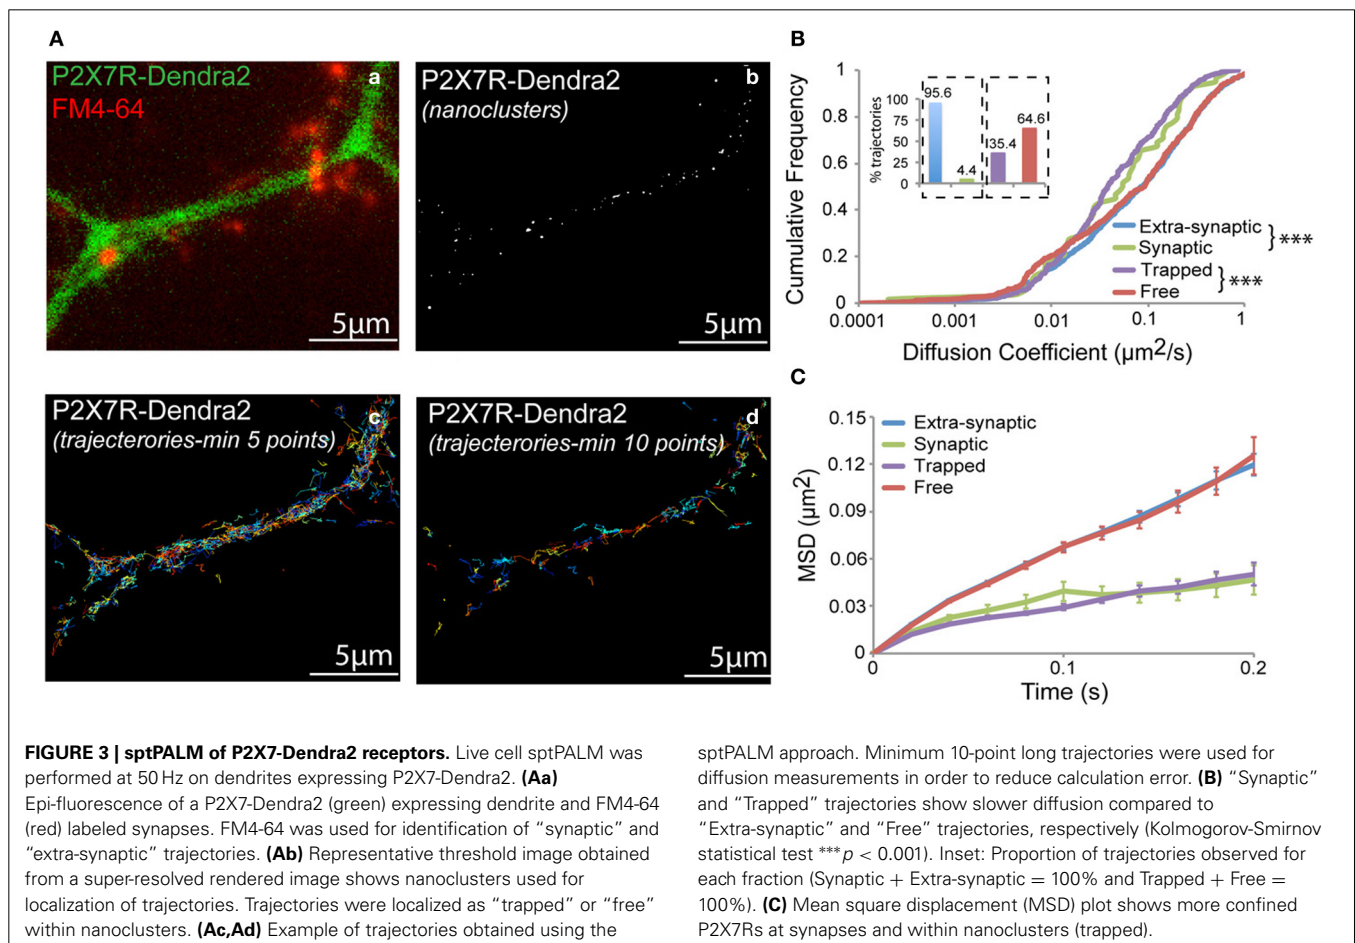 A
P2X7R-Dendra2
FM4-64
a
5µm
P2X7R-Dendra2
(nanoclusters)
b
5µm
P2X7R-Dendra2
(trajecterories-min 5 points)
c
5µm
P2X7R-Dendra2
(trajecterories-min 10 points)
d
5µm
B
Cumulative Frequency
1
0.8
0.6
0.4
0.2
0
0.0001
0.001
0.01
0.1
1
Diffusion Coefficient (µm2/s)
% trajectories
100
75
50
25
0
95.6
4.4
35.4
64.6
Extra-synaptic
Synaptic
Trapped
Free
} ***
} ***
C
MSD (µm2)
0.15
0.12
0.09
0.06
0.03
0
0
0.1
0.2
Time (s)
Extra-synaptic
Synaptic
Trapped
Free
FIGURE 3 | sptPALM of P2X7-Dendra2 receptors. Live cell sptPALM was
performed at 50 Hz on dendrites expressing P2X7-Dendra2. (Aa)
Epi-fluorescence of a P2X7-Dendra2 (green) expressing dendrite and FM4-64
(red) labeled synapses. FM4-64 was used for identification of “synaptic” and
“extra-synaptic” trajectories. (Ab) Representative threshold image obtained
from a super-resolved rendered image shows nanoclusters used for
localization of trajectories. Trajectories were localized as “trapped” or “free”
within nanoclusters. (Ac,Ad) Example of trajectories obtained using the
sptPALM approach. Minimum 10-point long trajectories were used for
diffusion measurements in order to reduce calculation error. (B) “Synaptic”
and “Trapped” trajectories show slower diffusion compared to
“Extra-synaptic” and “Free” trajectories, respectively (Kolmogorov-Smirnov
statistical test ***p < 0.001). Inset: Proportion of trajectories observed for
each fraction (Synaptic + Extra-synaptic = 100% and Trapped + Free =
100%). (C) Mean square displacement (MSD) plot shows more confined
P2X7Rs at synapses and within nanoclusters (trapped).